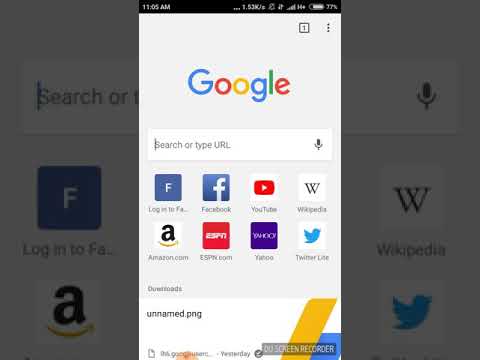 11:05 AM ... 1.53K/s H+ 77%
1
Google
Search or type URL
F
f
W
Log in to Fa...
Facebook
YouTube
Wikipedia
a
ESPN
YAHOO!
Amazon.com
ESPN.com
Yahoo
Twitter Lite
Downloads
unnamed.png
lh6.googleuserc... - Yesterday
DU SCREEN RECORDER
Search or
F
W
Log in to Fa...
Wikipedia
a